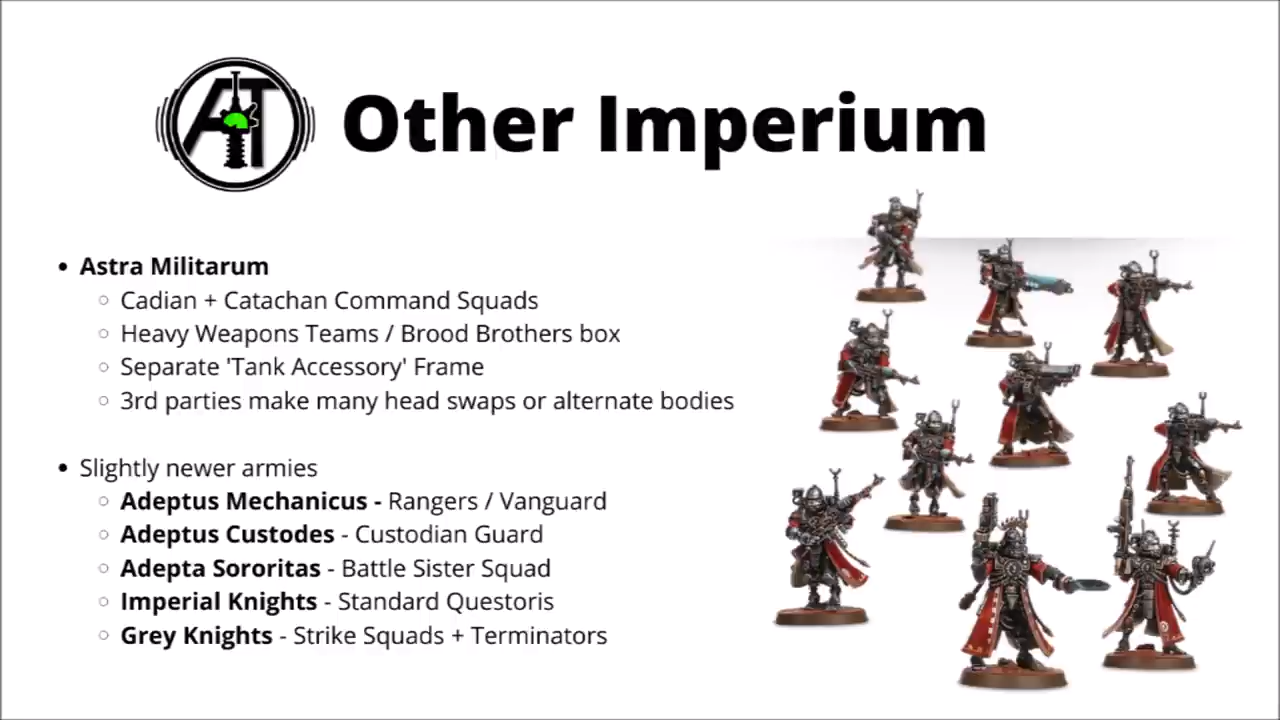 AT
Other Imperium
• Astra Militarum
○ Cadian + Catachan Command Squads
○ Heavy Weapons Teams / Brood Brothers box
○ Separate 'Tank Accessory' Frame
○ 3rd parties make many head swaps or alternate bodies
• Slightly newer armies
○ Adeptus Mechanicus - Rangers / Vanguard
○ Adeptus Custodes - Custodian Guard
○ Adepta Sororitas - Battle Sister Squad
○ Imperial Knights - Standard Questoris
○ Grey Knights - Strike Squads + Terminators